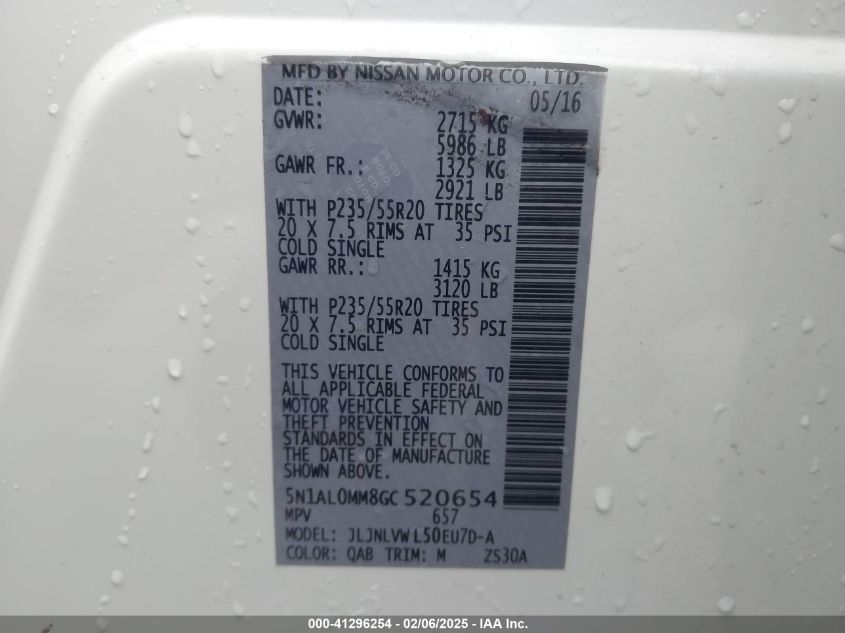 MFD BY NISSAN MOTOR CO., LTD.
DATE: 05/16
GVWR: 2715 KG
5986 LB
GAWR FR.: 1325 KG
2921 LB
WITH P235/55R20 TIRES
20 X 7.5 RIMS AT 35 PSI
COLD SINGLE
GAWR RR.: 1415 KG
3120 LB
WITH P235/55R20 TIRES
20 X 7.5 RIMS AT 35 PSI
COLD SINGLE
THIS VEHICLE CONFORMS TO
ALL APPLICABLE FEDERAL
MOTOR VEHICLE SAFETY AND
THEFT PREVENTION
STANDARDS IN EFFECT ON
THE DATE OF MANUFACTURE
SHOWN ABOVE.
5N1AL0MM8GC520654
MPV 657
MODEL: JLJNLVWL50EU7D-A
COLOR: QAB TRIM: M ZS30A
000-41296254 - 02/06/2025 - IAA Inc.